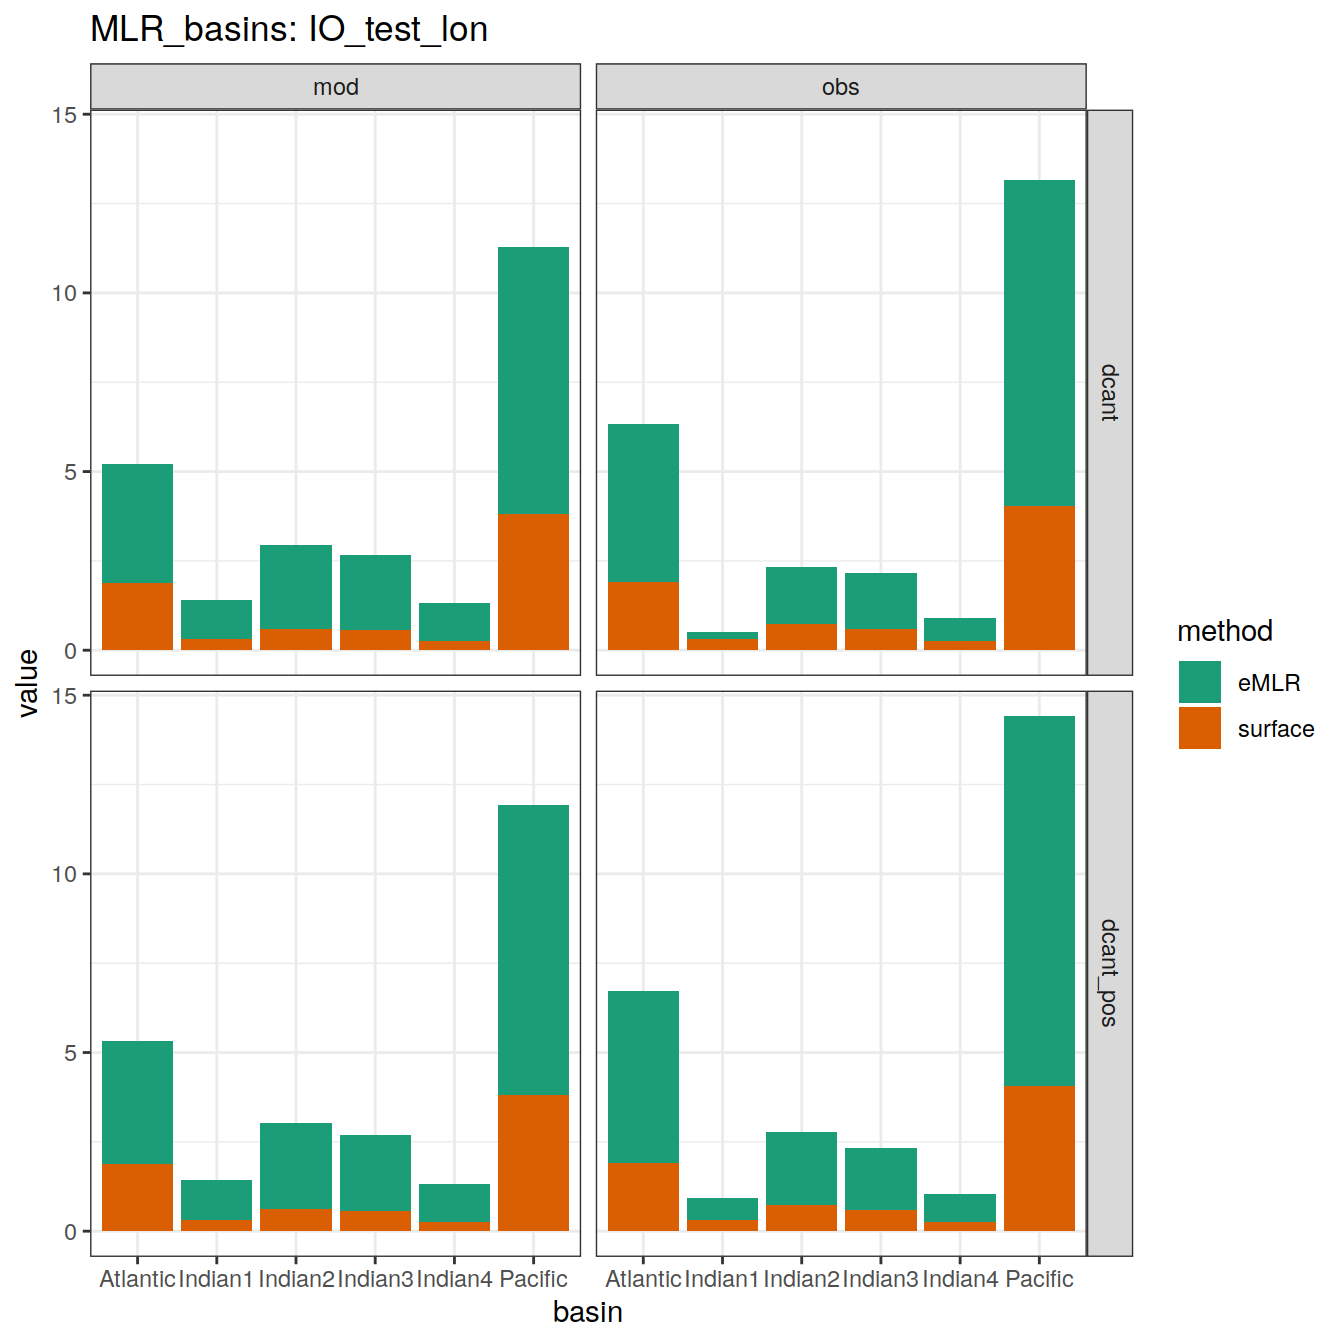 MLR_basins: IO_test_lon
mod
obs
15
10
5
0
dcant
15
10
5
0
dcant_pos
value
Atlantic Indian1 Indian2 Indian3 Indian4 Pacific
Atlantic Indian1 Indian2 Indian3 Indian4 Pacific
basin
method
eMLR
surface